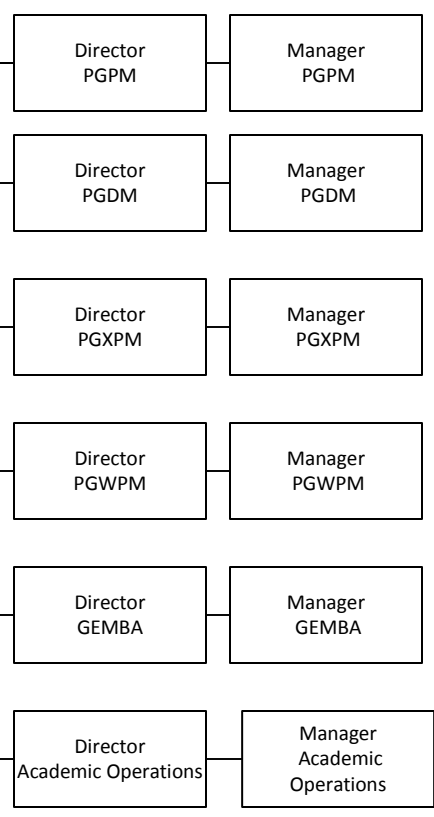 Director
PGPM
Manager
PGPM
Director
PGDM
Manager
PGDM
Director
PGXPM
Manager
PGXPM
Director
PGWPM
Manager
PGWPM
Director
GEMBA
Manager
GEMBA
Director
Academic Operations
Manager
Academic
Operations